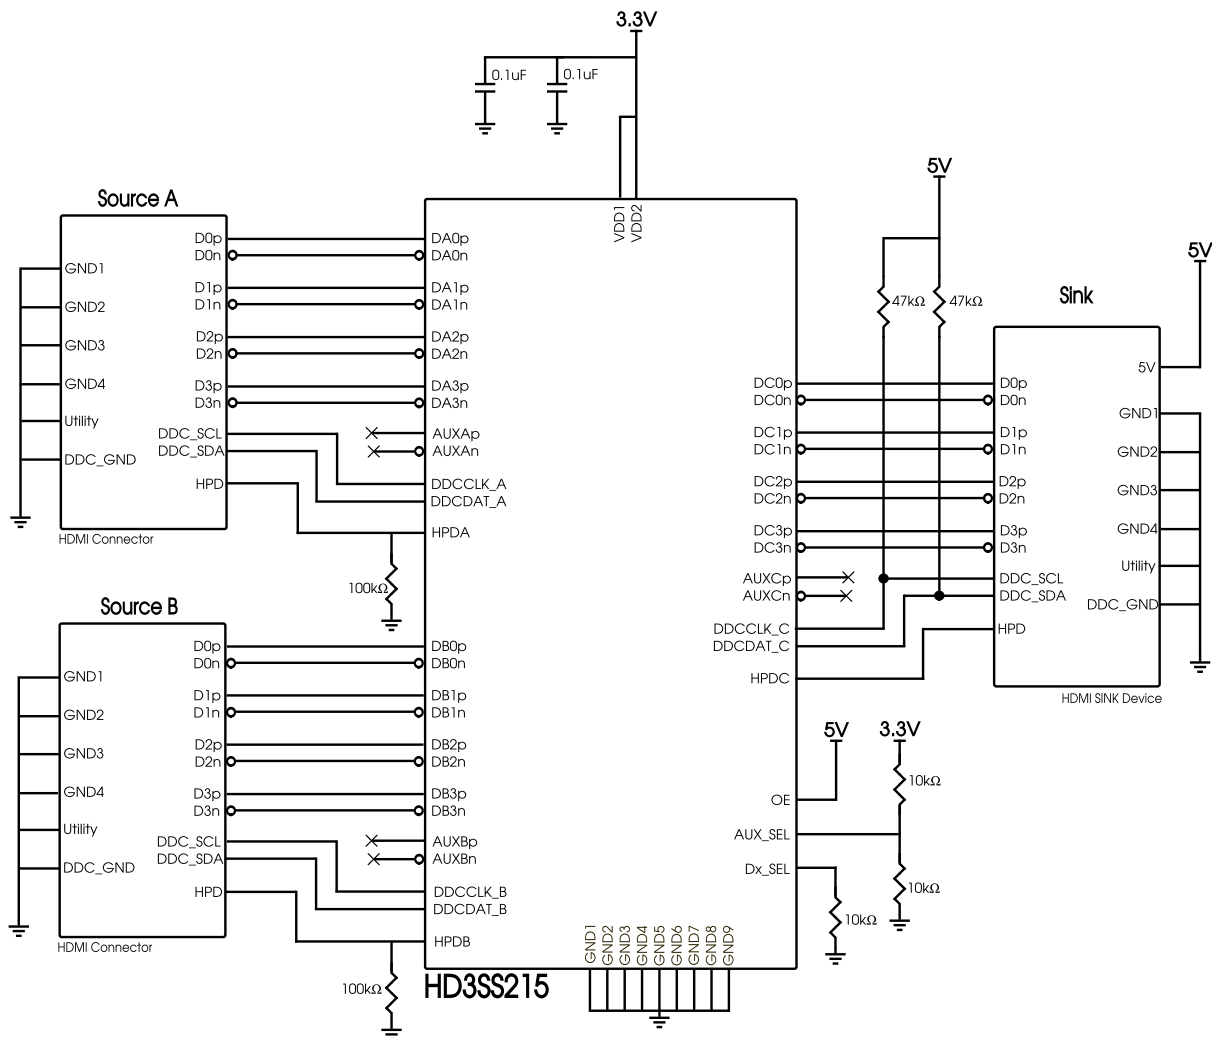 3.3V
0.1uF
0.1uF
VDD1
VDD2
5V
47kΩ
47kΩ
5V
Source A
GND1
GND2
GND3
GND4
Utility
DDC_GND
D0p
D0n
D1p
D1n
D2p
D2n
D3p
D3n
DDC_SCL
DDC_SDA
HPD
HDMI Connector
DA0p
DA0n
DA1p
DA1n
DA2p
DA2n
DA3p
DA3n
AUXAp
AUXAn
DDCCLK_A
DDCDAT_A
HPDA
100kΩ
Source B
GND1
GND2
GND3
GND4
Utility
DDC_GND
D0p
D0n
D1p
D1n
D2p
D2n
D3p
D3n
DDC_SCL
DDC_SDA
HPD
HDMI Connector
DB0p
DB0n
DB1p
DB1n
DB2p
DB2n
DB3p
DB3n
AUXBp
AUXBn
DDCCLK_B
DDCDAT_B
HPDB
100kΩ
HD3SS215
GND1
GND2
GND3
GND4
GND5
GND6
GND7
GND8
GND9
DC0p
DC0n
DC1p
DC1n
DC2p
DC2n
DC3p
DC3n
AUXCp
AUXCn
DDCCLK_C
DDCDAT_C
HPDC
OE
AUX_SEL
Dx_SEL
5V
3.3V
10kΩ
10kΩ
10kΩ
Sink
D0p
D0n
D1p
D1n
D2p
D2n
D3p
D3n
DDC_SCL
DDC_SDA
HPD
5V
GND1
GND2
GND3
GND4
Utility
DDC_GND
HDMI SINK Device